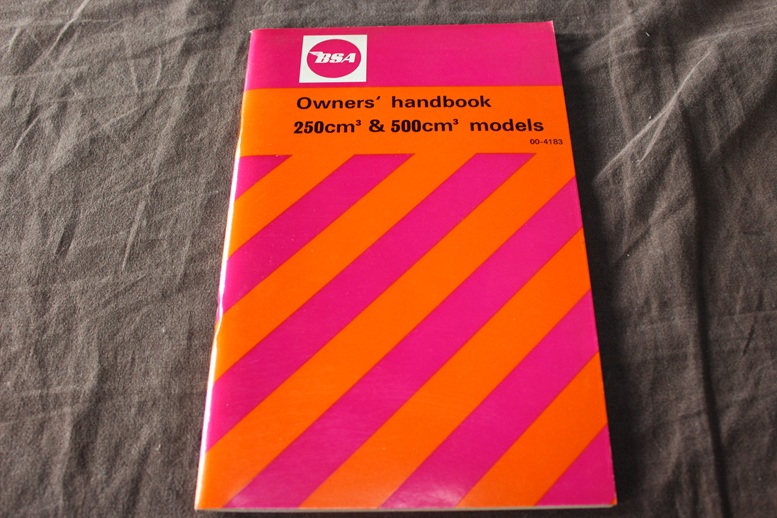 BSA
Owners' handbook
250cm³ & 500cm³ models
00-4183